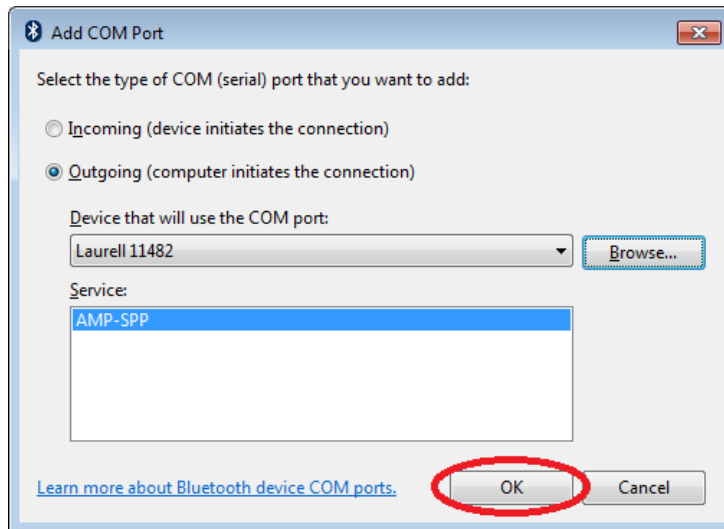 Add COM Port
Select the type of COM (serial) port that you want to add:
Incoming (device initiates the connection)
Outgoing (computer initiates the connection)
Device that will use the COM port:
Laurell 11482
Browse...
Service:
AMP-SPP
Learn more about Bluetooth device COM ports.
OK
Cancel